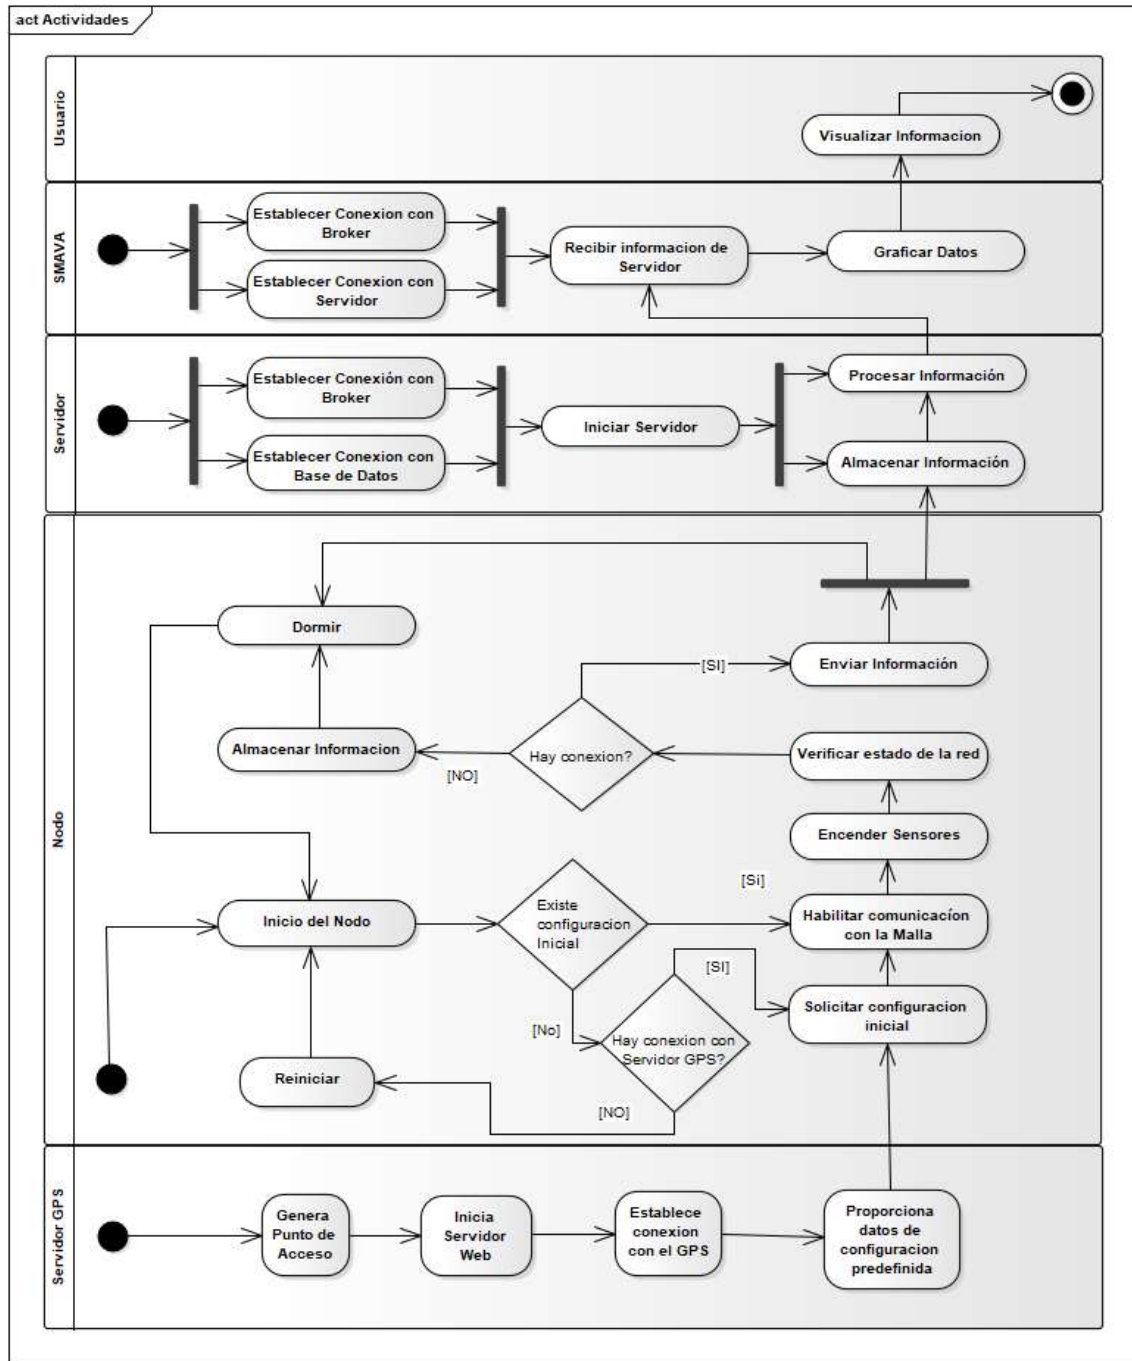 act Actividades
Usuario
Visualizar Informacion
SMAVA
Establecer Conexion con
Broker
Establecer Conexion con
Servidor
Recibir informacion de
Servidor
Graficar Datos
Servidor
Establecer Conexión con
Broker
Establecer Conexion con
Base de Datos
Iniciar Servidor
Procesar Información
Almacenar Información
Nodo
Dormir
[SI]
Enviar Información
Almacenar Informacion
[NO]
Hay conexion?
Verificar estado de la red
Encender Sensores
Inicio del Nodo
Existe
configuracion
Inicial
[Si]
Habilitar comunicacíon
con la Malla
[No]
[SI]
Hay conexion con
Servidor GPS?
Solicitar configuracion
inicial
Reiniciar
[NO]
Servidor GPS
Genera
Punto de
Acceso
Inicia
Servidor
Web
Establece
conexion
con el GPS
Proporciona
datos de
configuracion
predefinida